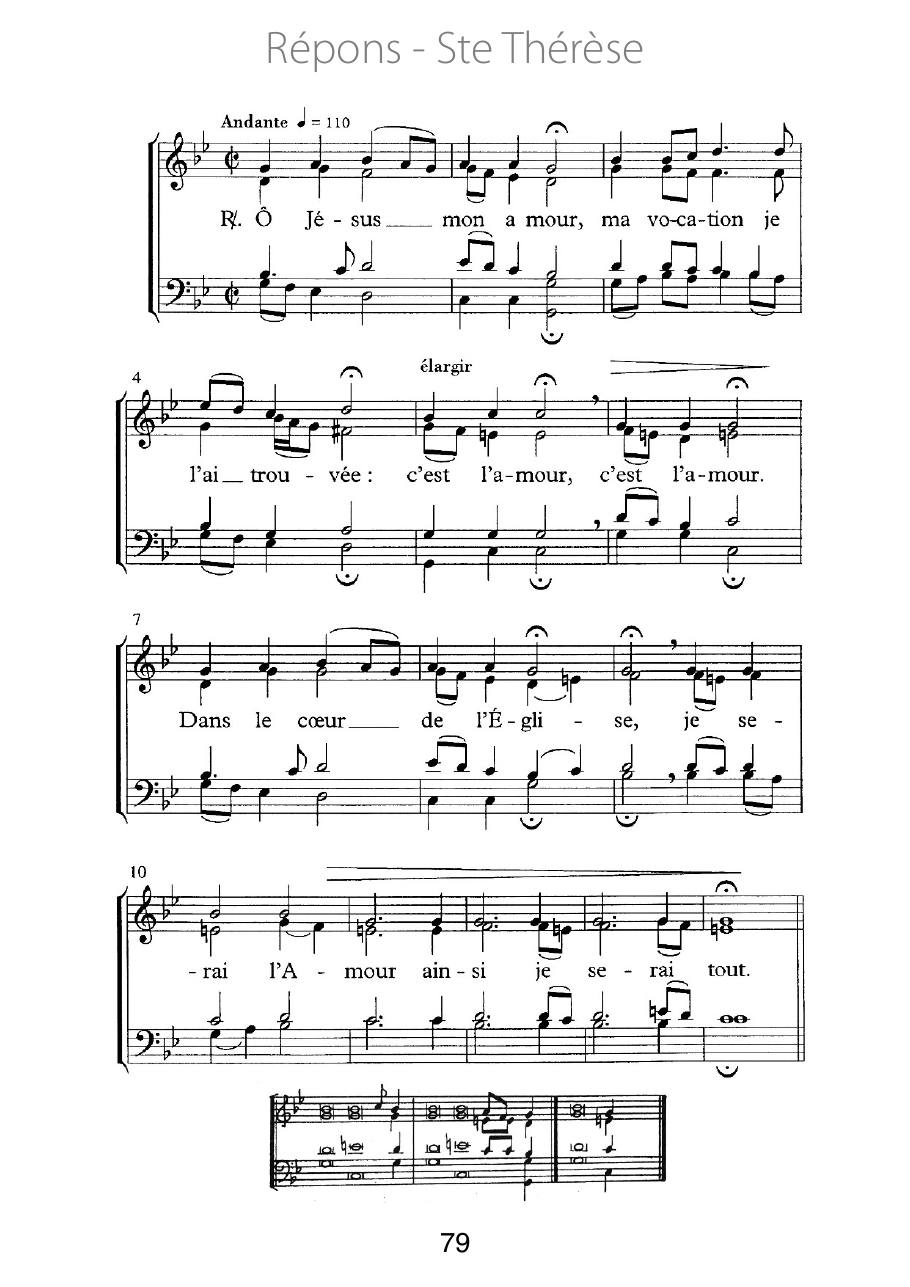 Répons - Ste Thérèse
Andante ♩ = 110
R/. Ô Jé - sus mon a mour, ma vo-ca-tion je
4
élargir
l'ai trou - vée : c'est l'a-mour, c'est l'a-mour.
7
Dans le cœur de l'É-gli - se, je se -
10
- rai l'A - mour ain - si je se - rai tout.
79